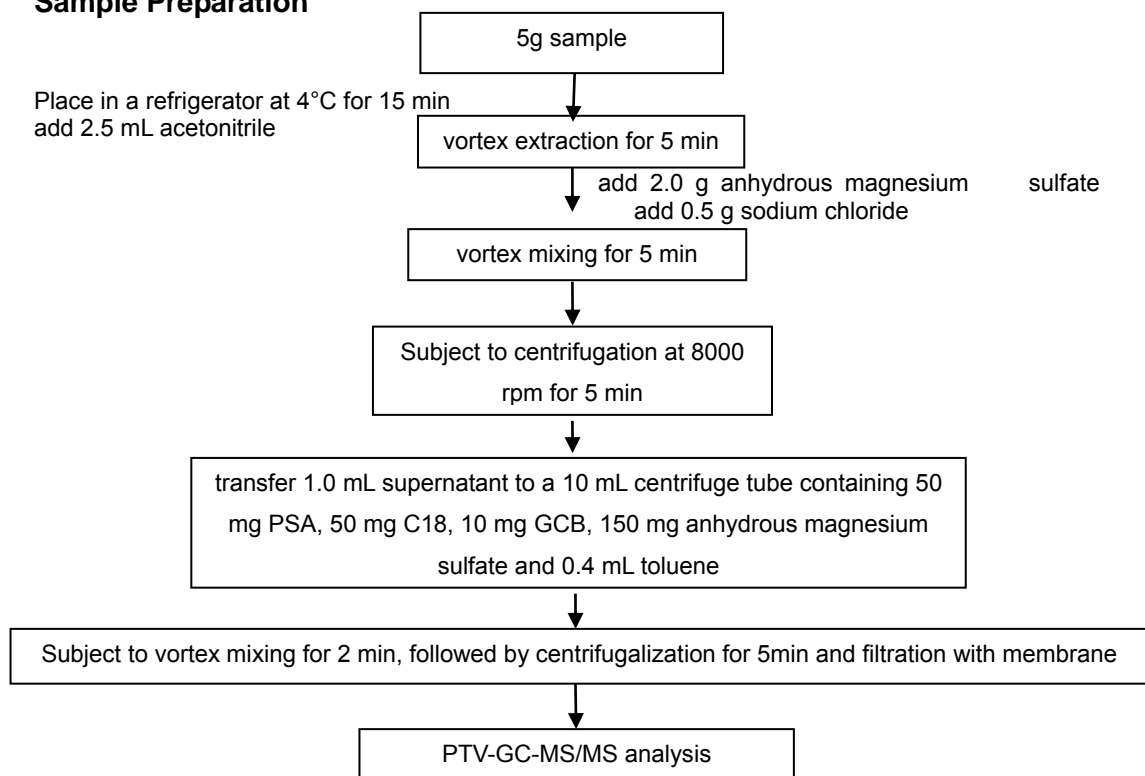 Sample Preparation
5g sample
Place in a refrigerator at 4°C for 15 min
add 2.5 mL acetonitrile
vortex extraction for 5 min
add 2.0 g anhydrous magnesium sulfate
add 0.5 g sodium chloride
vortex mixing for 5 min
Subject to centrifugation at 8000
rpm for 5 min
transfer 1.0 mL supernatant to a 10 mL centrifuge tube containing 50
mg PSA, 50 mg C18, 10 mg GCB, 150 mg anhydrous magnesium
sulfate and 0.4 mL toluene
Subject to vortex mixing for 2 min, followed by centrifugalization for 5min and filtration with membrane
PTV-GC-MS/MS analysis